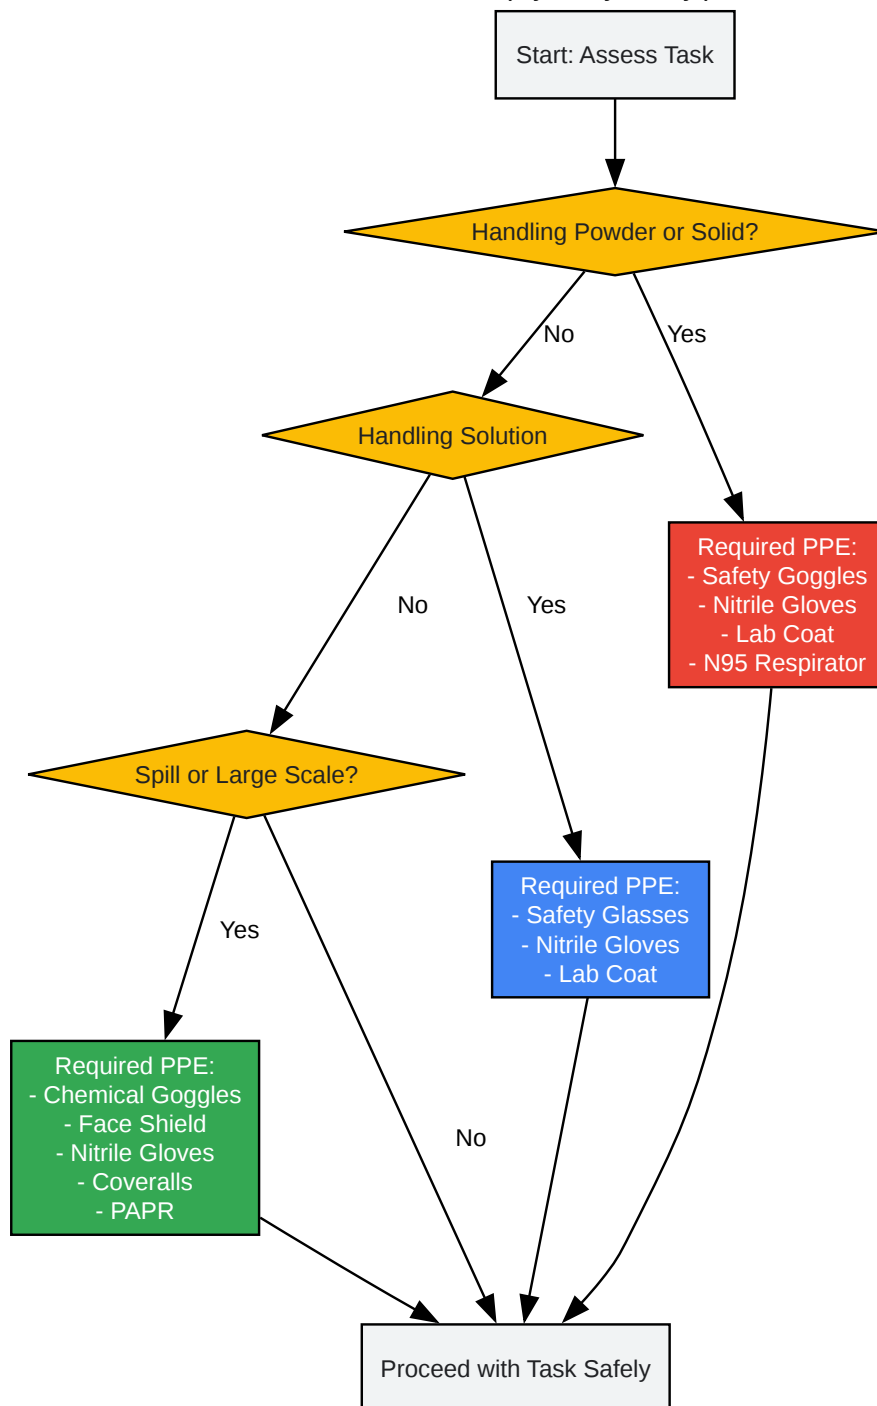 Start: Assess Task
Handling Powder or Solid?
No
Yes
Handling Solution
No
Yes
Required PPE:
- Safety Goggles
- Nitrile Gloves
- Lab Coat
- N95 Respirator
Spill or Large Scale?
Yes
No
Required PPE:
- Safety Glasses
- Nitrile Gloves
- Lab Coat
Required PPE:
- Chemical Goggles
- Face Shield
- Nitrile Gloves
- Coveralls
- PAPR
Proceed with Task Safely